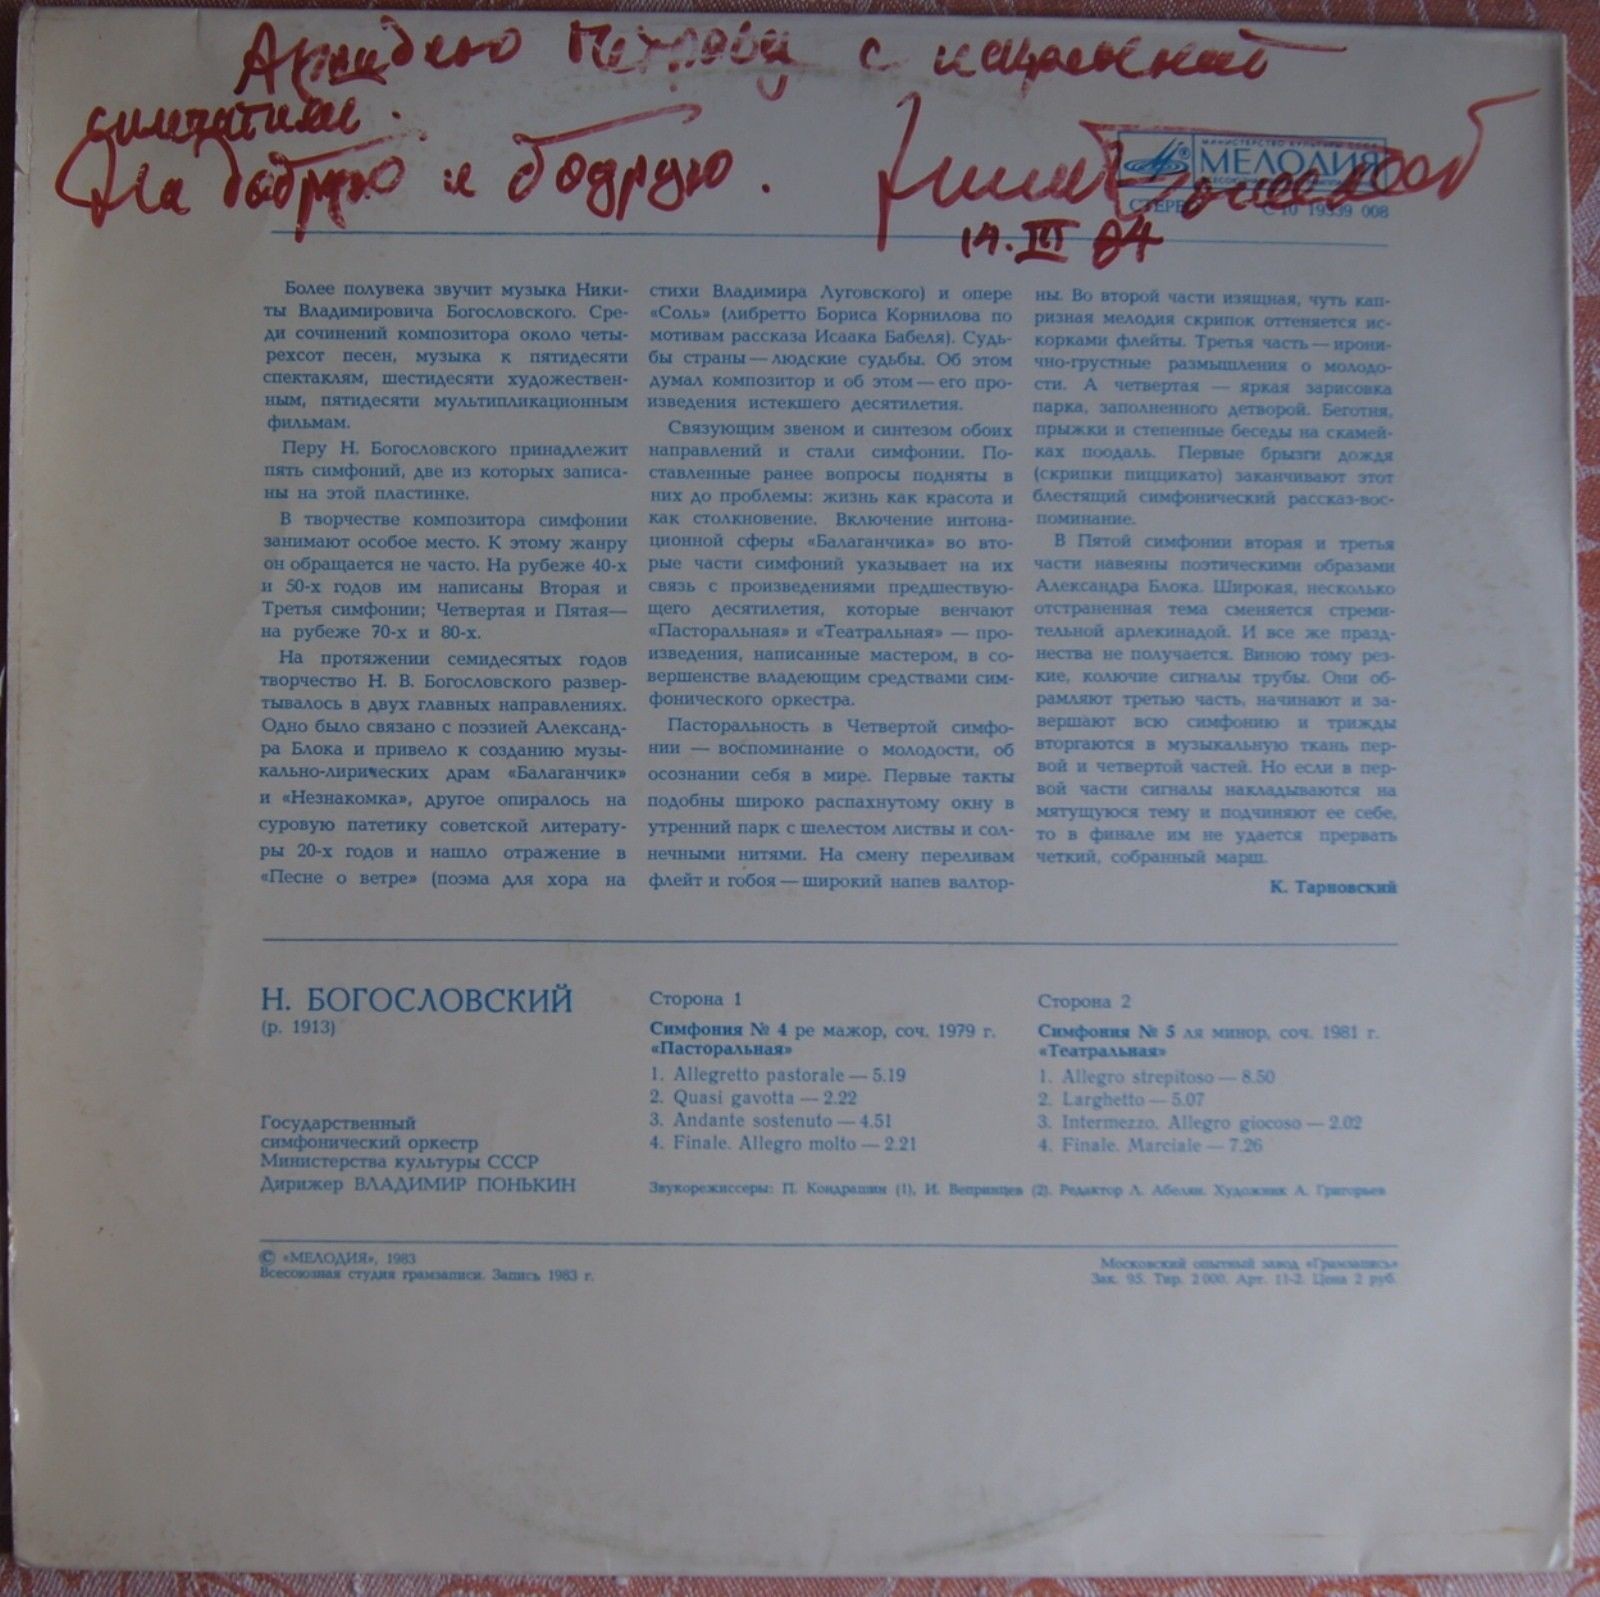 Аркадию Петрову с искренней
симпатией.
На добрую и бодрую.
14.III 84
МИНИСТЕРСТВО КУЛЬТУРЫ СССР
МЕЛОДИЯ
СТЕРЕО С10 19339 008
Более полувека звучит музыка Ники-
ты Владимировича Богословского. Сре-
ди сочинений композитора около четы-
рехсот песен, музыка к пятидесяти
спектаклям, шестидесяти художествен-
ным, пятидесяти мультипликационным
фильмам.
Перу Н. Богословского принадлежит
пять симфоний, две из которых записа-
ны на этой пластинке.
В творчестве композитора симфонии
занимают особое место. К этому жанру
он обращается не часто. На рубеже 40-х
и 50-х годов им написаны Вторая и
Третья симфонии; Четвертая и Пятая—
на рубеже 70-х и 80-х.
На протяжении семидесятых годов
творчество Н. В. Богословского развер-
тывалось в двух главных направлениях.
Одно было связано с поэзией Александ-
ра Блока и привело к созданию музы-
кально-лирических драм «Балаганчик»
и «Незнакомка», другое опиралось на
суровую патетику советской литерату-
ры 20-х годов и нашло отражение в
«Песне о ветре» (поэма для хора на
стихи Владимира Луговского) и опере
«Соль» (либретто Бориса Корнилова по
мотивам рассказа Исаака Бабеля). Судь-
бы страны — людские судьбы. Об этом
думал композитор и об этом — его про-
изведения истекшего десятилетия.
Связующим звеном и синтезом обоих
направлений и стали симфонии. По-
ставленные ранее вопросы подняты в
них до проблемы: жизнь как красота и
как столкновение. Включение интона-
ционной сферы «Балаганчика» во вто-
рые части симфоний указывает на их
связь с произведениями предшествую-
щего десятилетия, которые венчают
«Пасторальная» и «Театральная» — про-
изведения, написанные мастером, в со-
вершенстве владеющим средствами сим-
фонического оркестра.
Пасторальность в Четвертой симфо-
нии — воспоминание о молодости, об
осознании себя в мире. Первые такты
подобны широко распахнутому окну в
утренний парк с шелестом листвы и сол-
нечными нитями. На смену переливам
флейт и гобоя — широкий напев валтор-
ны. Во второй части изящная, чуть кап-
ризная мелодия скрипок оттеняется ис-
корками флейты. Третья часть — ирони-
чно-грустные размышления о молодо-
сти. А четвертая — яркая зарисовка
парка, заполненного детворой. Беготня,
прыжки и степенные беседы на скамей-
ках поодаль. Первые брызги дождя
(скрипки пиццикато) заканчивают этот
блестящий симфонический рассказ-вос-
поминание.
В Пятой симфонии вторая и третья
части навеяны поэтическими образами
Александра Блока. Широкая, несколько
отстраненная тема сменяется стреми-
тельной арлекинадой. И все же празд-
нества не получается. Виною тому рез-
кие, колючие сигналы трубы. Они об-
рамляют третью часть, начинают и за-
вершают всю симфонию и трижды
вторгаются в музыкальную ткань пер-
вой и четвертой частей. Но если в пер-
вой части сигналы накладываются на
мятущуюся тему и подчиняют ее себе,
то в финале им не удается прервать
четкий, собранный марш.
К. Тарновский
Н. БОГОСЛОВСКИЙ
(р. 1913)
Государственный
симфонический оркестр
Министерства культуры СССР
Дирижер ВЛАДИМИР ПОНЬКИН
Сторона 1
Симфония № 4 ре мажор, соч. 1979 г.
«Пасторальная»
1. Allegretto pastorale — 5.19
2. Quasi gavotta — 2.22
3. Andante sostenuto — 4.51
4. Finale. Allegro molto — 2.21
Сторона 2
Симфония № 5 ля минор, соч. 1981 г.
«Театральная»
1. Allegro strepitoso — 8.50
2. Larghetto — 5.07
3. Intermezzo. Allegro giocoso — 2.02
4. Finale. Marciale — 7.26
Звукорежиссеры: П. Кондрашин (1), И. Вепринцев (2). Редактор Л. Абелян. Художник А. Григорьев
© «МЕЛОДИЯ», 1983
Всесоюзная студия грамзаписи. Запись 1983 г.
Московский опытный завод «Грамзапись»
Зак. 95. Тир. 2 000. Арт. 11-2. Цена 2 руб.